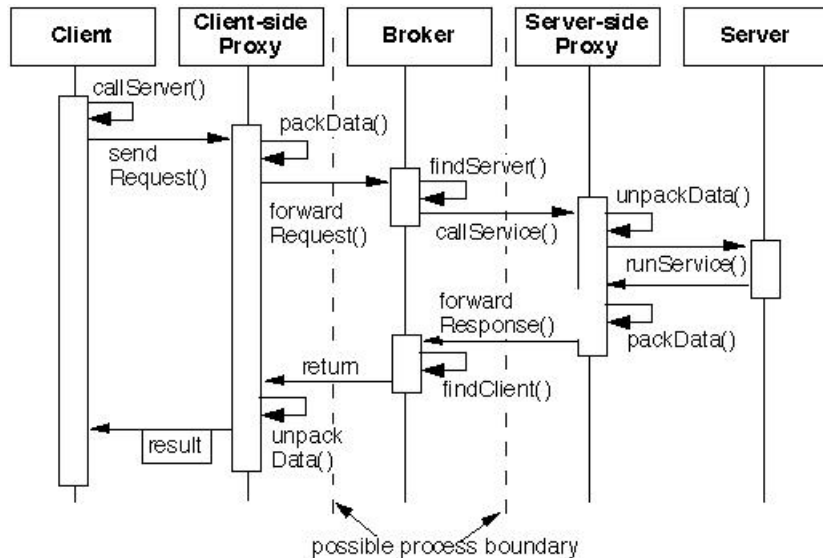 Client
Client-side
Proxy
Broker
Server-side
Proxy
Server
callServer()
send
Request()
packData()
forward
Request()
findServer()
callService()
unpackData()
runService()
forward
Response()
packData()
return
findClient()
unpack
Data()
result
possible process boundary